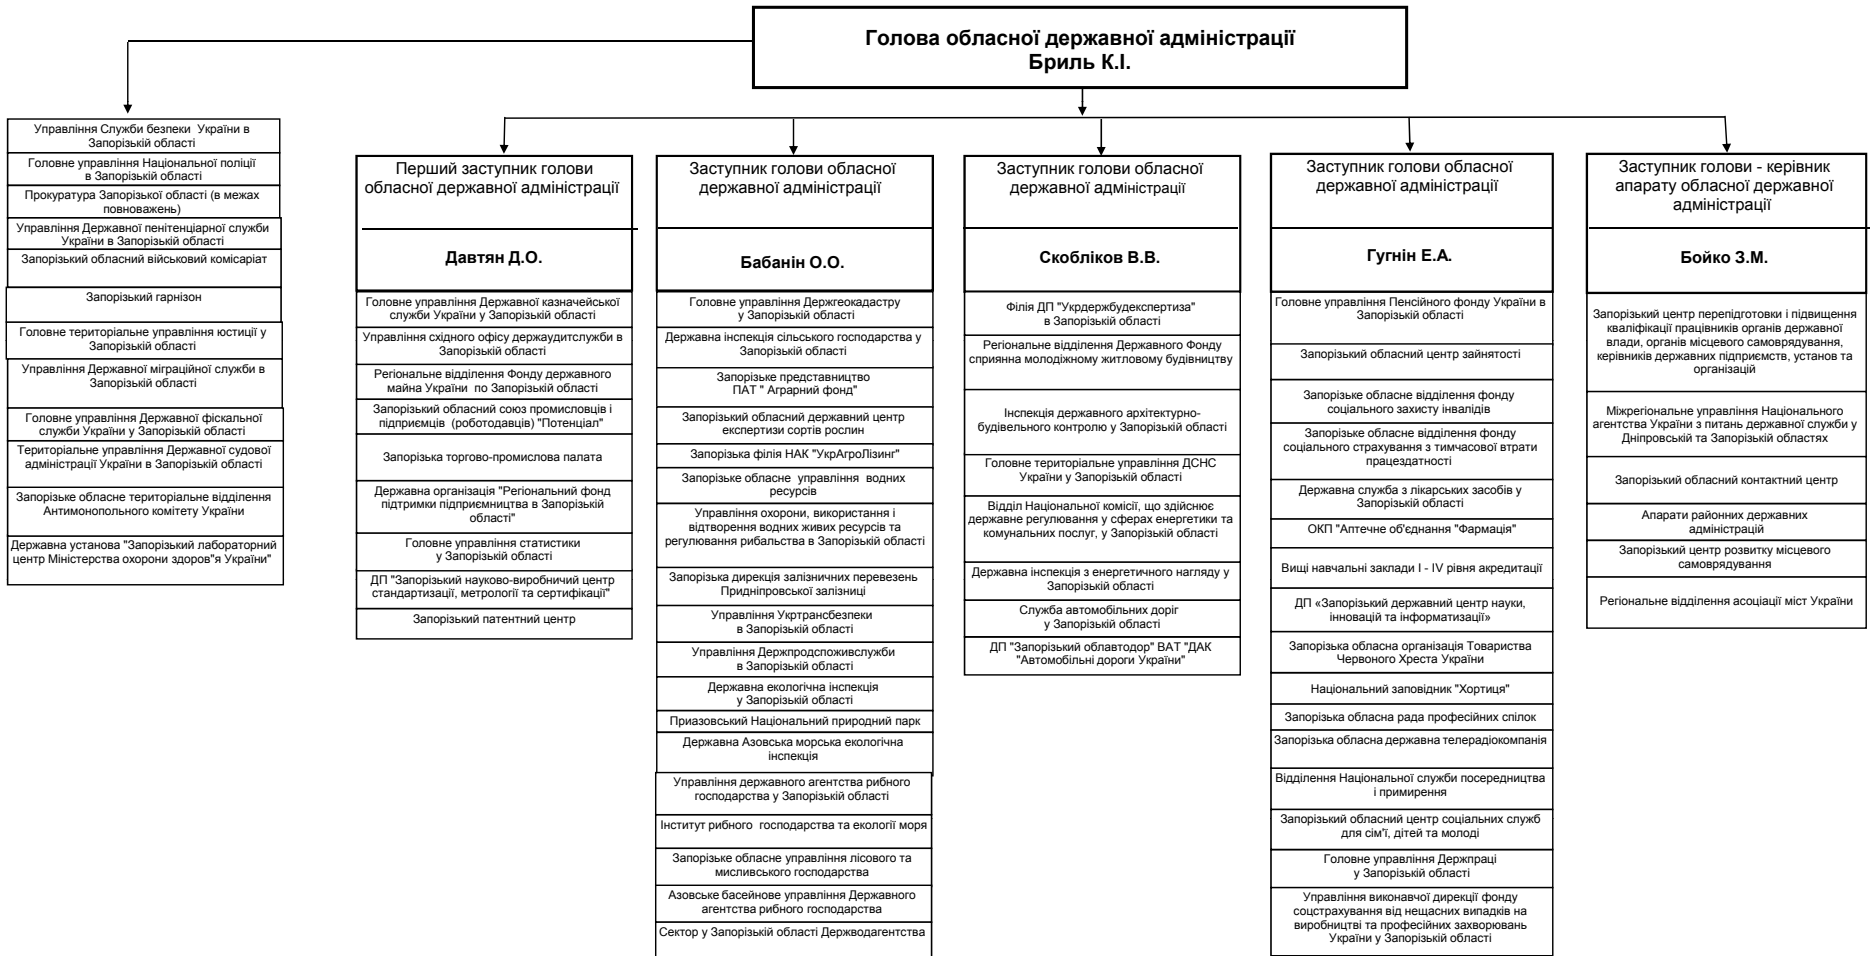 Голова обласної державної адміністрації
Бриль К.І.
Управління Служби безпеки України в
Запорізькій області
Головне управління Національної поліції
в Запорізькій області
Прокуратура Запорізької області (в межах
повноважень)
Управління Державної пенітенціарної служби
України в Запорізькій області
Запорізький обласний військовий комісаріат
Запорізький гарнізон
Головне територіальне управління юстиції у
Запорізькій області
Управління Державної міграційної служби в
Запорізькій області
Головне управління Державної фіскальної
служби України у Запорізькій області
Територіальне управління Державної судової
адміністрації України в Запорізькій області
Запорізьке обласне територіальне відділення
Антимонопольного комітету України
Державна установа "Запорізький лабораторний
центр Міністерства охорони здоров"я України"
Перший заступник голови
обласної державної адміністрації
Давтян Д.О.
Головне управління Державної казначейської
служби України у Запорізькій області
Управління східного офісу держаудитслужби в
Запорізькій області
Регіональне відділення Фонду державного
майна України по Запорізькій області
Запорізький обласний союз промисловців і
підприємців (роботодавців) "Потенціал"
Запорізька торгово-промислова палата
Державна організація "Регіональний фонд
підтримки підприємництва в Запорізькій
області"
Головне управління статистики
у Запорізькій області
ДП "Запорізький науково-виробничий центр
стандартизації, метрології та сертифікації"
Запорізький патентний центр
Заступник голови обласної
державної адміністрації
Бабанін О.О.
Головне управління Держгеокадастру
у Запорізькій області
Державна інспекція сільського господарства у
Запорізькій області
Запорізьке представництво
ПАТ " Аграрний фонд"
Запорізький обласний державний центр
експертизи сортів рослин
Запорізька філія НАК "УкрАгроЛізинг"
Запорізьке обласне управління водних
ресурсів
Управління охорони, використання і
відтворення водних живих ресурсів та
регулювання рибальства в Запорізькій області
Запорізька дирекція залізничних перевезень
Придніпровської залізниці
Управління Укртрансбезпеки
в Запорізькій області
Управління Держпродспоживслужби
в Запорізькій області
Державна екологічна інспекція
у Запорізькій області
Приазовський Національний природний парк
Державна Азовська морська екологічна
інспекція
Управління державного агентства рибного
господарства у Запорізькій області
Інститут рибного господарства та екології моря
Запорізьке обласне управління лісового та
мисливського господарства
Азовське басейнове управління Державного
агентства рибного господарства
Сектор у Запорізькій області Держводагентства
Заступник голови обласної
державної адміністрації
Скобліков В.В.
Філія ДП "Укрдержбудекспертиза"
в Запорізькій області
Регіональне відділення Державного Фонду
сприянна молодіжному житловому будівництву
Інспекція державного архітектурно-
будівельного контролю у Запорізькій області
Головне територіальне управління ДСНС
України у Запорізькій області
Відділ Національної комісії, що здійснює
державне регулювання у сферах енергетики та
комунальних послуг, у Запорізькій області
Державна інспекція з енергетичного нагляду у
Запорізькій області
Служба автомобільних доріг
у Запорізькій області
ДП "Запорізький облавтодор" ВАТ "ДАК
"Автомобільні дороги України"
Заступник голови обласної
державної адміністрації
Гугнін Е.А.
Головне управління Пенсійного фонду України в
Запорізькій області
Запорізький обласний центр зайнятості
Запорізьке обласне відділення фонду
соціального захисту інвалідів
Запорізьке обласне відділення фонду
соціального страхування з тимчасової втрати
працездатності
Державна служба з лікарських засобів у
Запорізькій області
ОКП "Аптечне об'єднання "Фармація"
Вищі навчальні заклади І - ІV рівня акредитації
ДП «Запорізький державний центр науки,
інновацій та інформатизації»
Запорізька обласна організація Товариства
Червоного Хреста України
Національний заповідник "Хортиця"
Запорізька обласна рада професійних спілок
Запорізька обласна державна телерадіокомпанія
Відділення Національної служби посередництва
і примирення
Запорізький обласний центр соціальних служб
для сім'ї, дітей та молоді
Головне управління Держпраці
у Запорізькій області
Управління виконавчої дирекції фонду
соцстрахування від нещасних випадків на
виробництві та професійних захворювань
України у Запорізькій області
Заступник голови - керівник
апарату обласної державної
адміністрації
Бойко З.М.
Запорізький центр перепідготовки і підвищення
кваліфікації працівників органів державної
влади, органів місцевого самоврядування,
керівників державних підприємств, установ та
організацій
Міжрегіональне управління Національного
агентства України з питань державної служби у
Дніпровській та Запорізькій областях
Запорізький обласний контактний центр
Апарати районних державних
адміністрацій
Запорізький центр розвитку місцевого
самоврядування
Регіональне відділення асоціації міст України